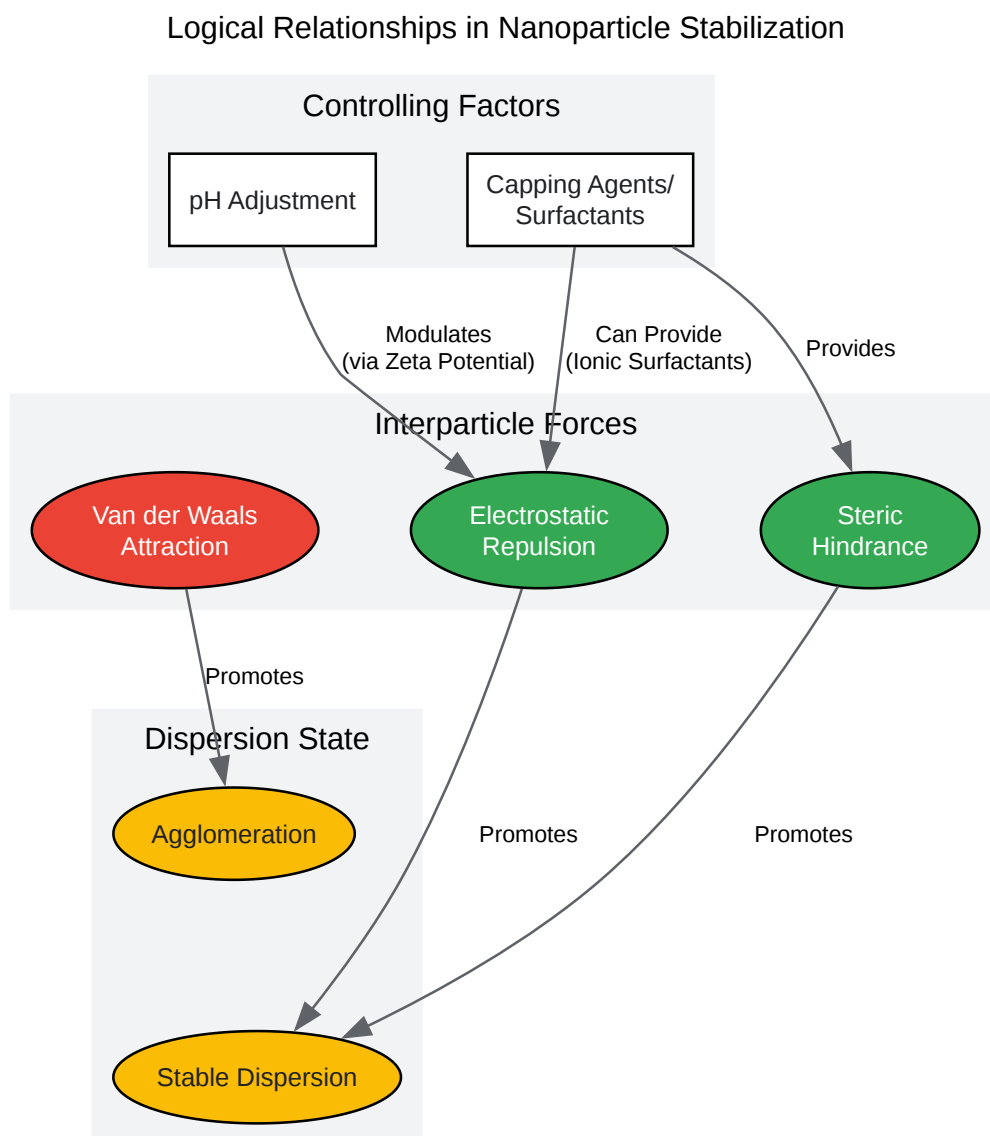 Logical Relationships in Nanoparticle Stabilization
Controlling Factors
pH Adjustment
Capping Agents/
Surfactants
Modulates
(via Zeta Potential)
Can Provide
(Ionic Surfactants)
Provides
Interparticle Forces
Van der Waals
Attraction
Electrostatic
Repulsion
Steric
Hindrance
Promotes
Dispersion State
Agglomeration
Promotes
Promotes
Stable Dispersion